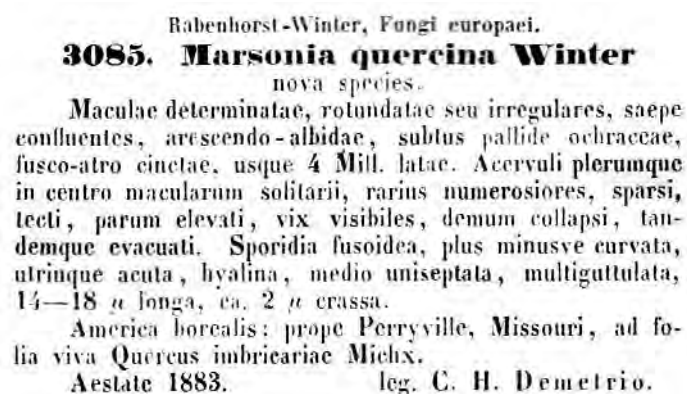 Rabenhorst-Winter, Fungi europaei.
3085. Marsonia quercina Winter
nova species.
Maculae determinatae, rotundatae seu irregulares, saepe
confluentes, arescendo-albidae, subtus pallide ochraceae,
fusco-atro cinctae, usque 4 Mill. latae. Acervuli plerumque
in centro macularum solitarii, rarius numerosiores, sparsi,
tecti, parum elevati, vix visibiles, demum collapsi, tan-
demque evacuati. Sporidia fusoidea, plus minusve curvata,
utrinque acuta, hyalina, medio uniseptata, multiguttulata,
14—18 µ longa, ca. 2 µ crassa.
America borealis: prope Perryville, Missouri, ad fo-
lia viva Quercus imbricariae Michx.
Aestate 1883. leg. C. H. Demetrio.